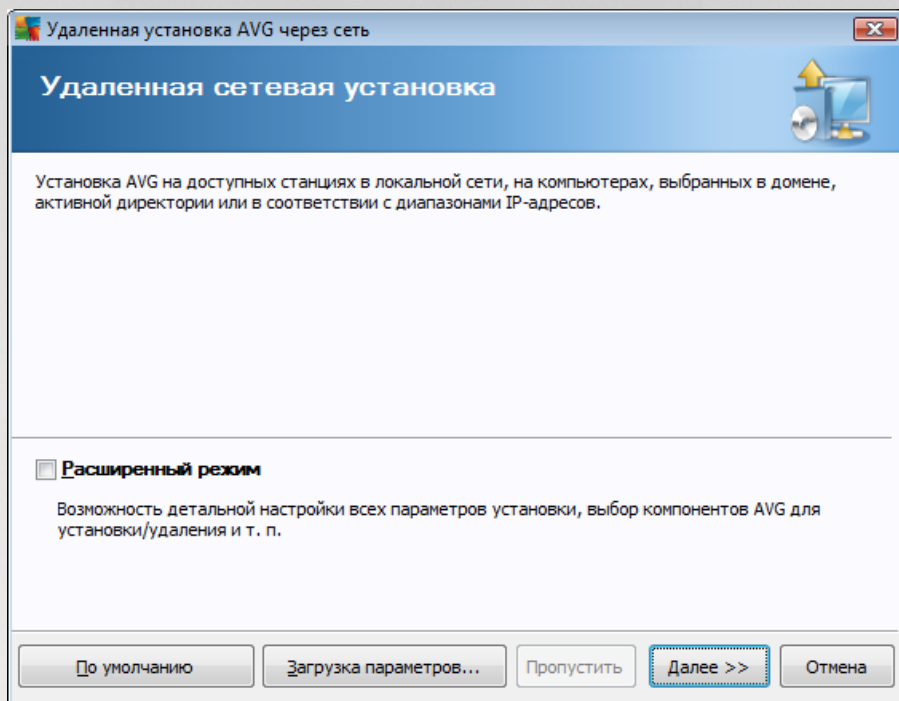 Удаленная установка AVG через сеть
Удаленная сетевая установка
Установка AVG на доступных станциях в локальной сети, на компьютерах, выбранных в домене,
активной директории или в соответствии с диапазонами IP-адресов.
Расширенный режим
Возможность детальной настройки всех параметров установки, выбор компонентов AVG для
установки/удаления и т. п.
По умолчанию
Загрузка параметров...
Пропустить
Далее >>
Отмена